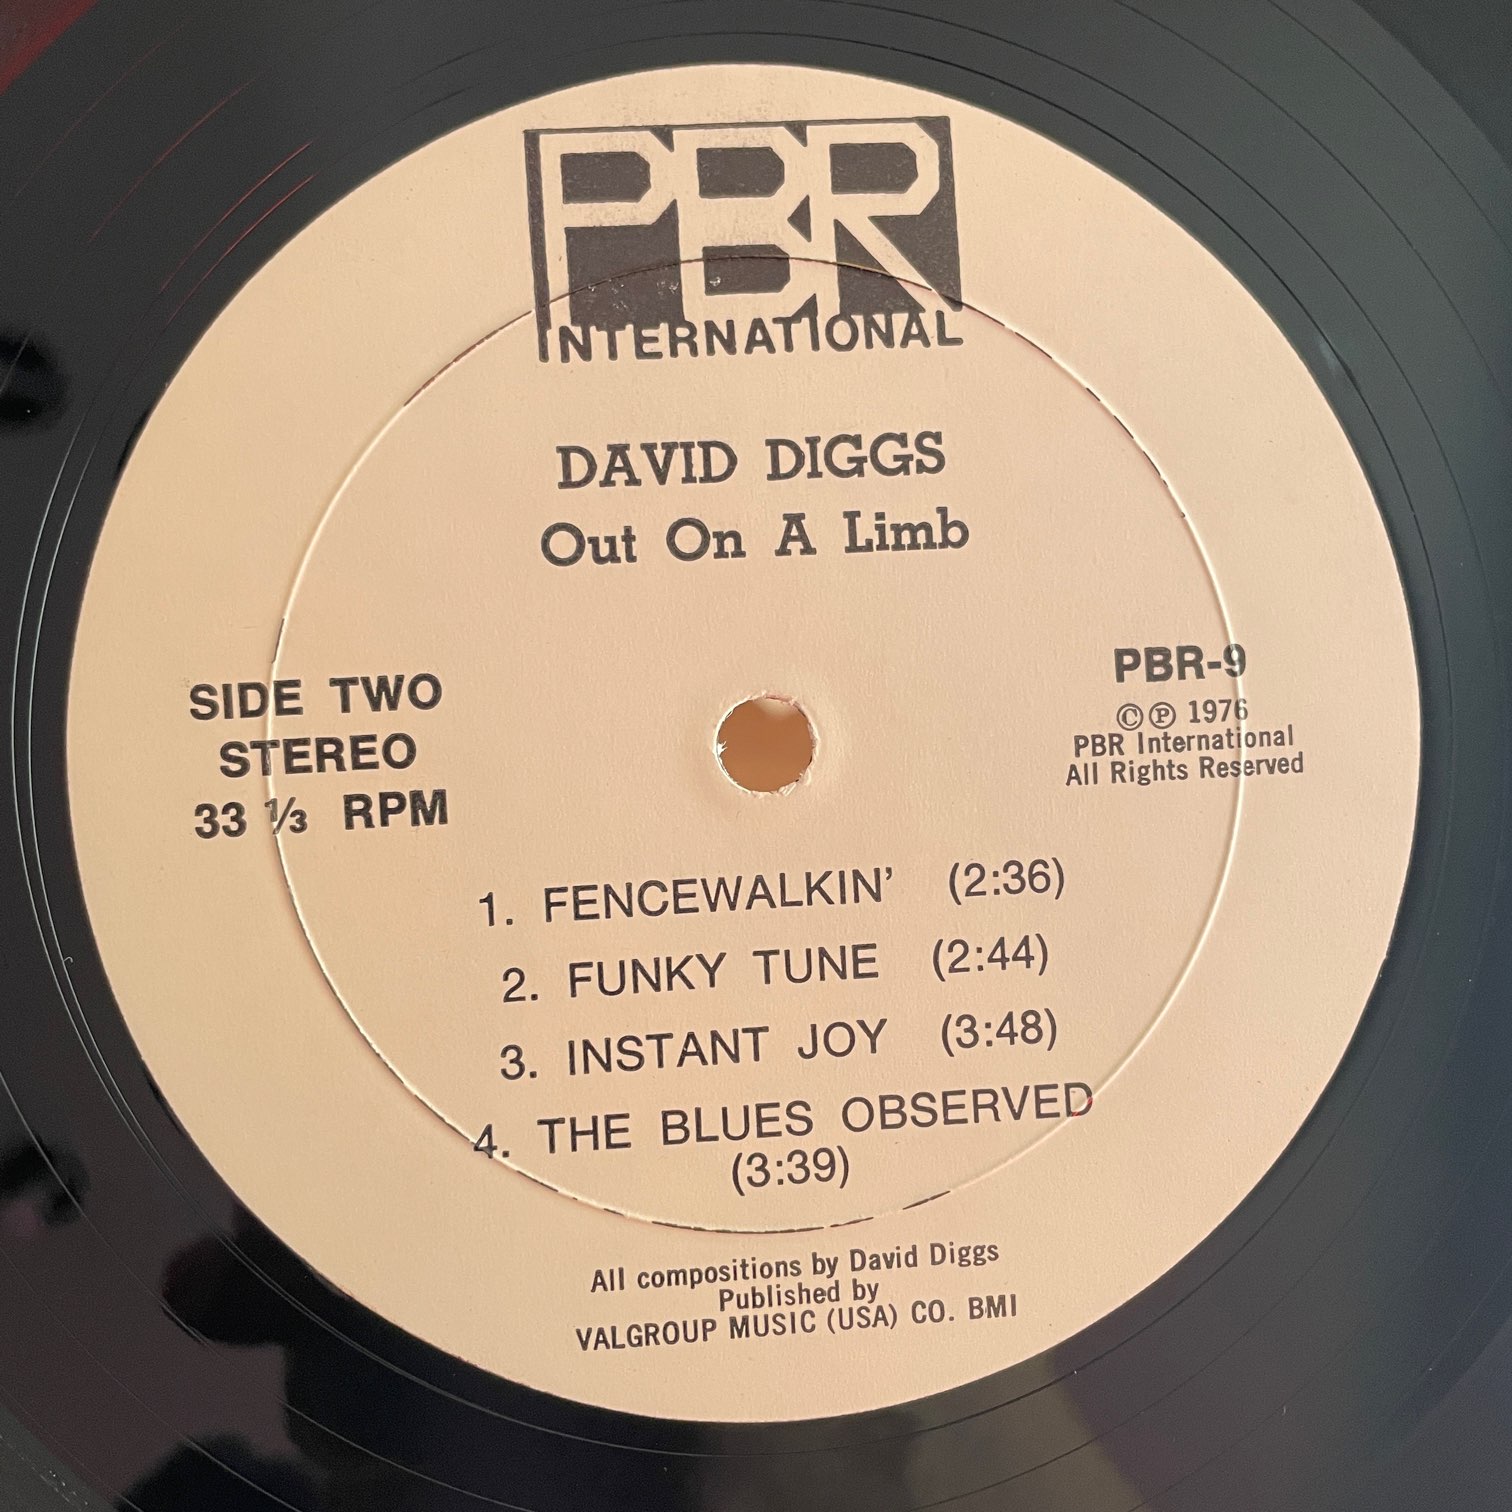 PBR
INTERNATIONAL
DAVID DIGGS
Out On A Limb
SIDE TWO
STEREO
33 ⅓ RPM
PBR-9
©℗ 1976
PBR International
All Rights Reserved
1. FENCEWALKIN’ (2:36)
2. FUNKY TUNE (2:44)
3. INSTANT JOY (3:48)
4. THE BLUES OBSERVED
(3:39)
All compositions by David Diggs
Published by
VALGROUP MUSIC (USA) CO. BMI